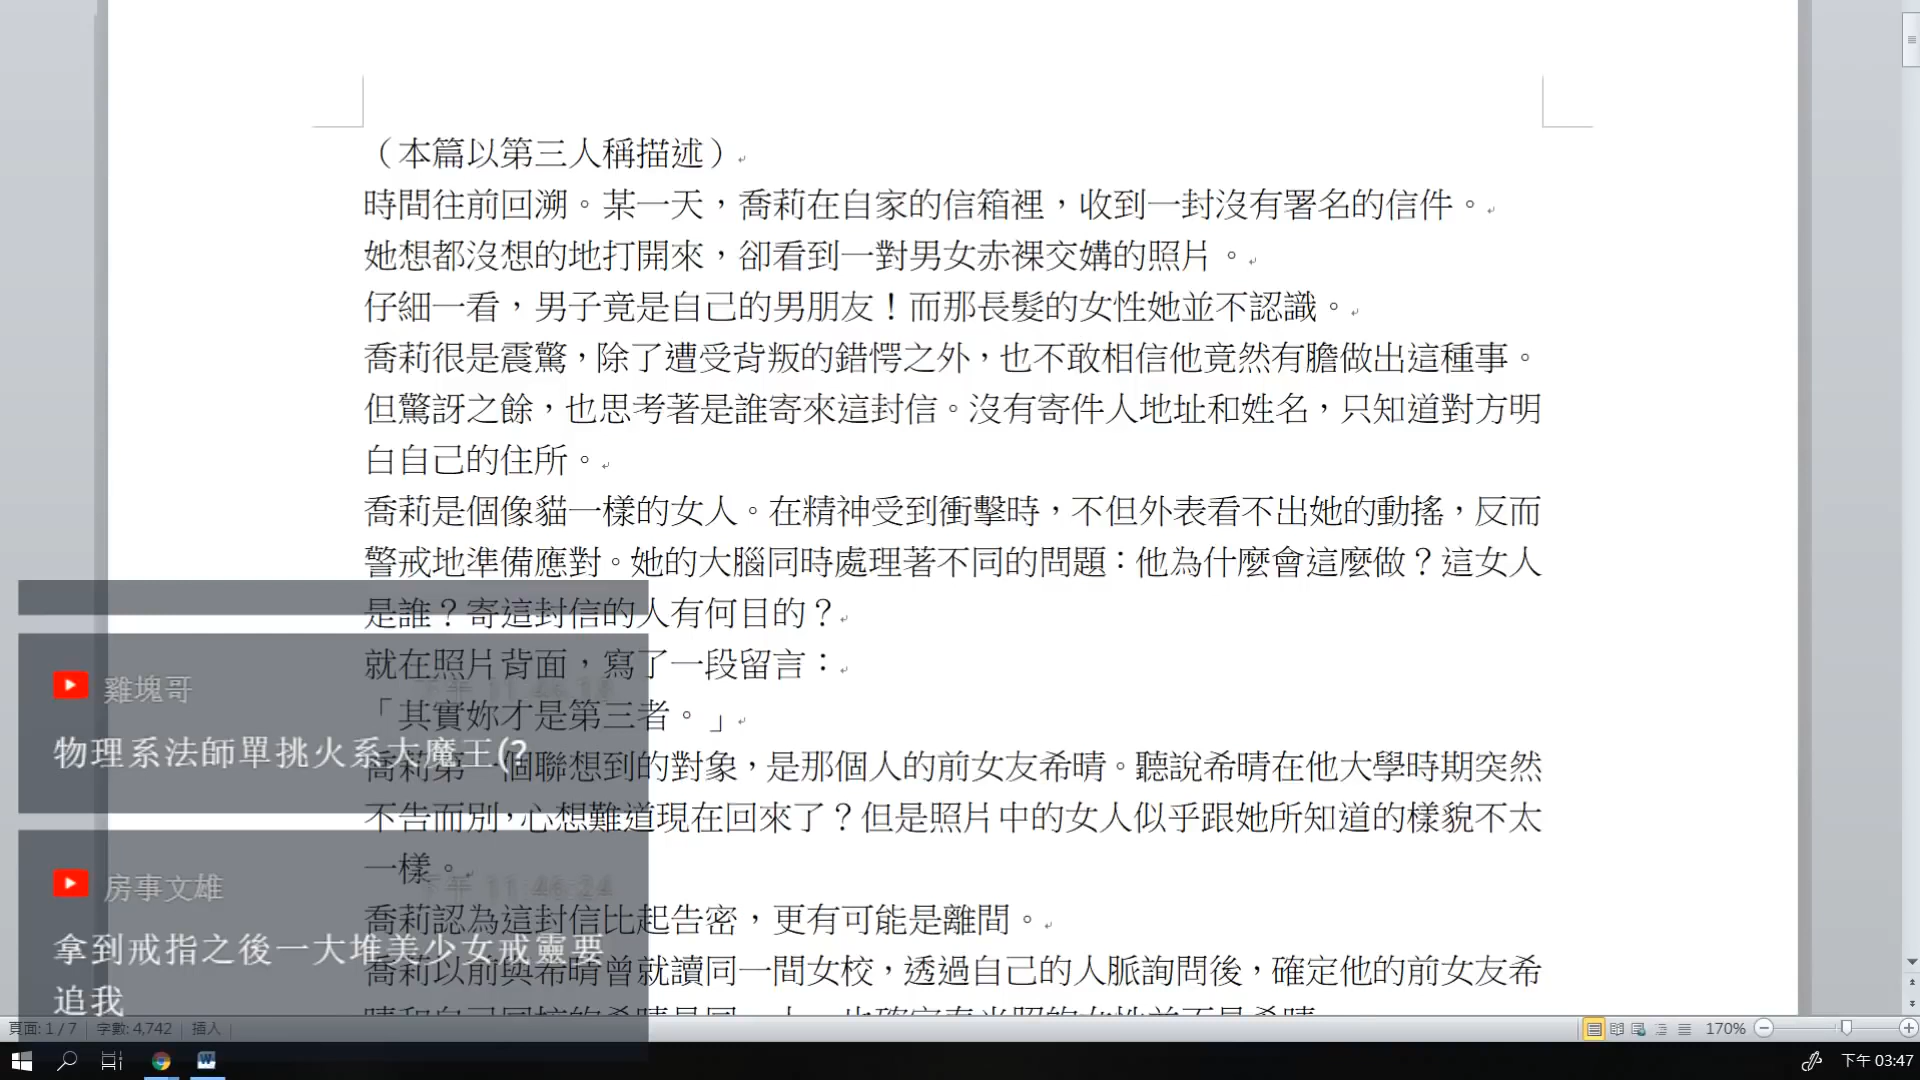 （本篇以第三人稱描述）
時間往前回溯。某一天，喬莉在自家的信箱裡，收到一封沒有署名的信件。
她想都沒想的地打開來，卻看到一對男女赤裸交媾的照片。
仔細一看，男子竟是自己的男朋友！而那長髮的女性她並不認識。
喬莉很是震驚，除了遭受背叛的錯愕之外，也不敢相信他竟然有膽做出這種事。
但驚訝之餘，也思考著是誰寄來這封信。沒有寄件人地址和姓名，只知道對方明
白自己的住所。
喬莉是個像貓一樣的女人。在精神受到衝擊時，不但外表看不出她的動搖，反而
警戒地準備應對。她的大腦同時處理著不同的問題：他為什麼會這麼做？這女人
是誰？寄這封信的人有何目的？
就在照片背面，寫了一段留言：
「其實妳才是第三者。」
喬莉第一個聯想到的對象，是那個人的前女友希晴。聽說希晴在他大學時期突然
不告而別，心想難道現在回來了？但是照片中的女人似乎跟她所知道的樣貌不太
一樣。
喬莉認為這封信比起告密，更有可能是離間。
喬莉以前與希晴曾就讀同一間女校，透過自己的人脈詢問後，確定他的前女友希
雞塊哥
下午 11:46:18
物理系法師單挑火系大魔王(?
房事文雄
下午 11:46:24
拿到戒指之後一大堆美少女戒靈要
追我
頁面: 1 / 7 字數: 4,742 插入
170%
下午 03:47